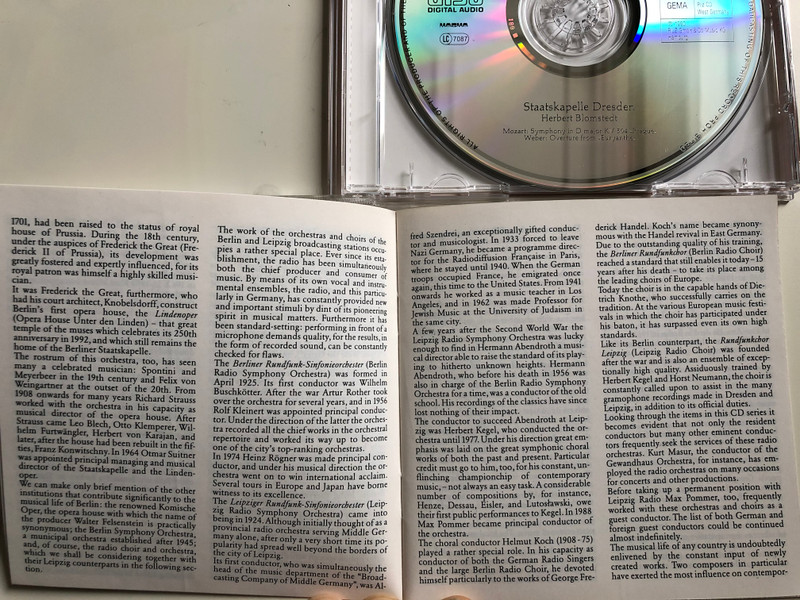 DIGITAL AUDIO
LC 7087
GEMA
Staatskapelle Dresden
Herbert Blomstedt
Mozart: Symphony in D major K
Weber: Overture from
1701, had been raised to the status of royal
house of Prussia. During the 18th century,
under the auspices of Frederick the Great (Fre-
derick II of Prussia), its development was
greatly fostered and expertly influenced, for its
royal patron was himself a highly skilled musi-
cian.
It was Frederick the Great, furthermore, who
had his court architect, Knobelsdorff, construct
Berlin's first opera house, the Lindenoper
(Opera House Unter den Linden) – that great
temple of the muses which celebrates its 250th
anniversary in 1992, and which still remains the
home of the Berliner Staatskapelle.
The rostrum of this orchestra, too, has seen
many a celebrated musician: Spontini and
Meyerbeer in the 19th century and Felix von
Weingartner at the outset of the 20th. From
1908 onwards for many years Richard Strauss
worked with the orchestra in his capacity as
musical director of the opera house. After
Strauss came Leo Blech, Otto Klemperer, Wil-
helm Furtwängler, Herbert von Karajan, and
later, after the house had been rebuilt in the fif-
ties, Franz Konwitschny. In 1964 Otmar Suitner
was appointed principal managing and musical
director of the Staatskapelle and the Linden-
oper.
We can make only brief mention of the other
institutions that contribute significantly to the
musical life of Berlin: the renowned Komische
Oper, the opera house with which the name of
the producer Walter Felsenstein is practically
synonymous; the Berlin Symphony Orchestra,
a municipal orchestra established after 1945;
and, of course, the radio choir and orchestra,
which we shall be considering together with
their Leipzig counterparts in the following sec-
tion.
The work of the orchestras and choirs of the
Berlin and Leipzig broadcasting stations occu-
pies a rather special place. Ever since its esta-
blishment, the radio has been simultaneously
both the chief producer and consumer of
music. By means of its own vocal and instru-
mental ensembles, the radio, and this particu-
larly in Germany, has constantly provided new
and important stimuli by dint of its pioneering
spirit in musical matters. Furthermore it had
been standard-setting: performing in front of a
microphone demands quality, for the results, in
the form of recorded sound, can be constantly
checked for flaws.
The Berliner Rundfunk-Sinfonieorchester (Berlin
Radio Symphony Orchestra) was formed in
April 1925. Its first conductor was Wilhelm
Buschkötter. After the war Artur Rother took
over the orchestra for several years, and in 1956
Rolf Kleinert was appointed principal conduc-
tor. Under the direction of the latter the orches-
tra recorded all the chief works in the orchestra
repertoire and worked its way up to become
one of the city's top-ranking orchestras.
In 1974 Heinz Rögner was made principal con-
ductor, and under his musical direction the or-
chestra went on to win international acclaim.
Several tours in Europe and Japan have borne
witness to its excellence.
The Leipziger Rundfunk-Sinfonieorchester (Leip-
zig Radio Symphony Orchestra) came into
being in 1924. Although initially thought of as a
provincial radio orchestra serving Middle Ger-
many alone, after only a very short time its po-
pularity had spread well beyond the borders of
the city of Leipzig.
Its first conductor, who was simultaneously the
head of the music department of the "Broad-
casting Company of Middle Germany", was Al-
fred Szendrei, an exceptionally gifted conduc-
tor and musicologist. In 1933 forced to leave
Nazi Germany, he became a programme direc-
tor for the Radiodiffusion Française in Paris,
where he stayed until 1940. When the German
troops occupied France, he emigrated once
again, this time to the United States. From 1941
onwards he worked as a music teacher in Los
Angeles, and in 1962 was made Professor for
Jewish Music at the University of Judaism in
the same city.
A few years after the Second World War the
Leipzig Radio Symphony Orchestra was lucky
enough to find in Hermann Abendroth a musi-
cal director able to raise the standard of its play-
ing to hitherto unknown heights. Hermann
Abendroth, who before his death in 1956 was
also in charge of the Berlin Radio Symphony
Orchestra for a time, was a conductor of the old
school. His recordings of the classics have since
lost nothing of their impact.
The conductor to succeed Abendroth at Leip-
zig was Herbert Kegel, who conducted the or-
chestra until 1977. Under his direction great em-
phasis was laid on the great symphonic choral
works of both the past and present. Particular
credit must go to him, too, for his constant, un-
flinching championship of contemporary
music, – not always an easy task. A considerable
number of compositions by, for instance,
Henze, Dessau, Eisler, and Lutosławski, owe
their first public performances to Kegel. In 1988
Max Pommer became principal conductor of
the orchestra.
The choral conductor Helmut Koch (1908-75)
played a rather special role. In his capacity as
conductor of both the German Radio Singers
and the large Berlin Radio Choir, he devoted
himself particularly to the works of George Fre-
derick Handel. Koch's name became synony-
mous with the Handel revival in East Germany.
Due to the outstanding quality of his training,
the Berliner Rundfunkchor (Berlin Radio Choir)
reached a standard that still enables it today – 15
years after his death – to take its place among
the leading choirs of Europe.
Today the choir is in the capable hands of Die-
trich Knothe, who successfully carries on the
tradition. At the various European music festi-
vals in which the choir has participated under
his baton, it has surpassed even its own high
standards.
Like its Berlin counterpart, the Rundfunkchor
Leipzig (Leipzig Radio Choir) was founded
after the war and is also an ensemble of excep-
tionally high quality. Assiduously trained by
Herbert Kegel and Horst Neumann, the choir is
constantly called upon to assist in the many
gramophone recordings made in Dresden and
Leipzig, in addition to its official duties.
Looking through the items in this CD series it
becomes evident that not only the resident
conductors but many other eminent conduc-
tors frequently seek the services of these radio
orchestras. Kurt Masur, the conductor of the
Gewandhaus Orchestra, for instance, has em-
ployed the radio orchestras on many occasions
for concerts and other productions.
Before taking up a permanent position with
Leipzig Radio Max Pommer, too, frequently
worked with these orchestras and choirs as a
guest conductor. The list of both German and
foreign guest conductors could be continued
almost indefinitely.
The musical life of any country is undoubtedly
enlivened by the constant input of newly
created works. Two composers in particular
have exerted the most influence on contempor-